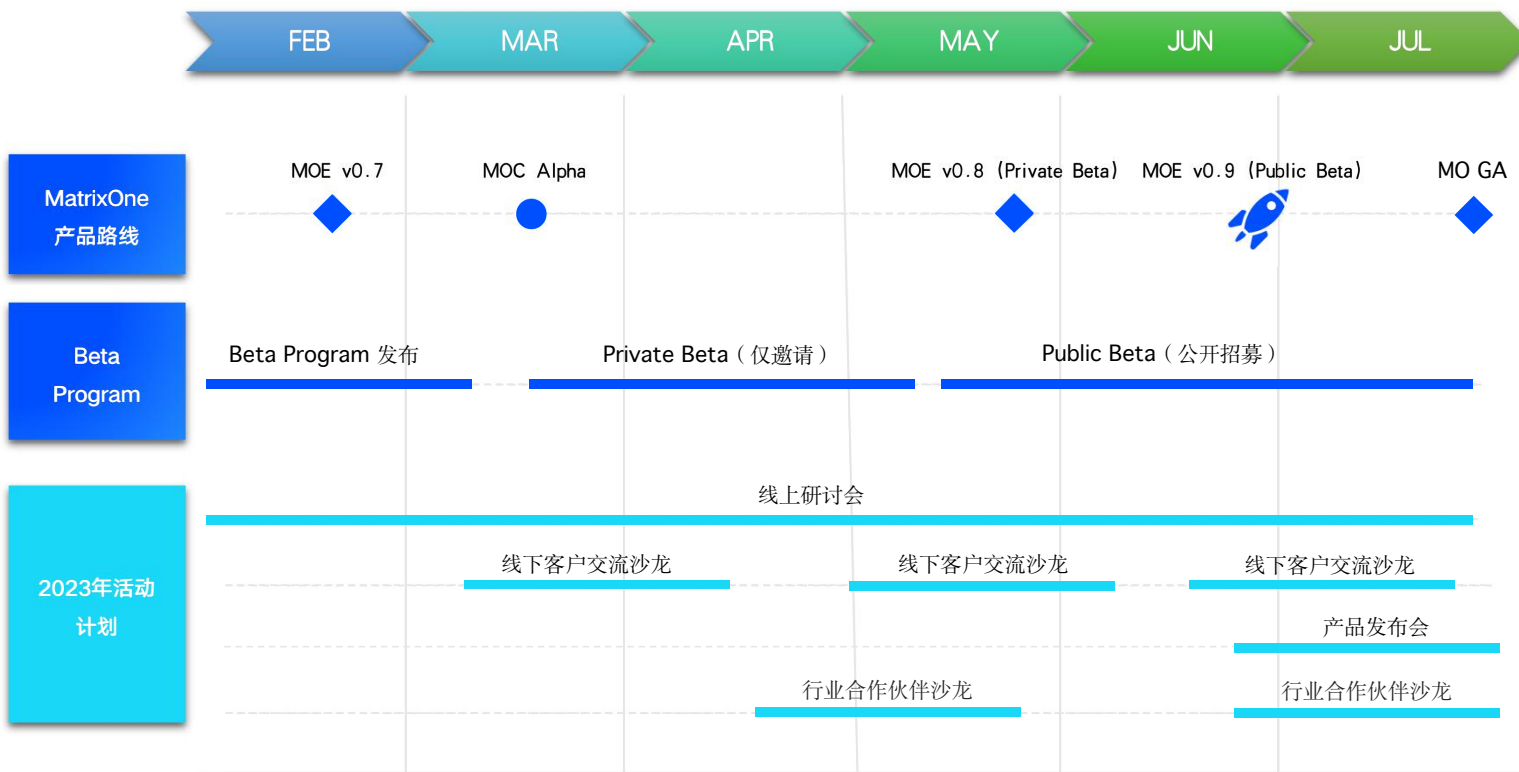 FEB
MAR
APR
MAY
JUN
JUL
MatrixOne
产品路线
MOE v0.7
MOC Alpha
MOE v0.8 (Private Beta)
MOE v0.9 (Public Beta)
MO GA
Beta
Program
Beta Program 发布
Private Beta（仅邀请）
Public Beta（公开招募）
2023年活动
计划
线上研讨会
线下客户交流沙龙
线下客户交流沙龙
线下客户交流沙龙
产品发布会
行业合作伙伴沙龙
行业合作伙伴沙龙